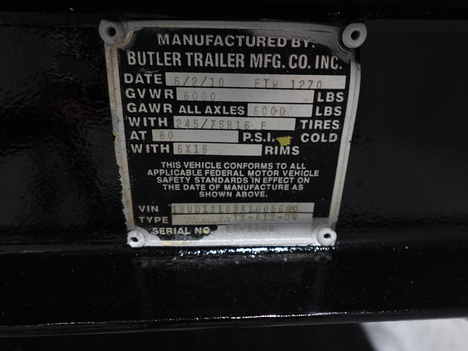 MANUFACTURED BY:
BUTLER TRAILER MFG. CO. INC.
DATE 6/2/10 ETW 1270
GVWR 6000 LBS
GAWR ALL AXLES 6000 LBS
WITH 245/75R16 E TIRES
AT 80 P.S.I. COLD
WITH 6X16 RIMS
THIS VEHICLE CONFORMS TO ALL
APPLICABLE FEDERAL MOTOR VEHICLE
SAFETY STANDARDS IN EFFECT ON
THE DATE OF MANUFACTURE AS
SHOWN ABOVE.
VIN
TYPE
SERIAL NO.